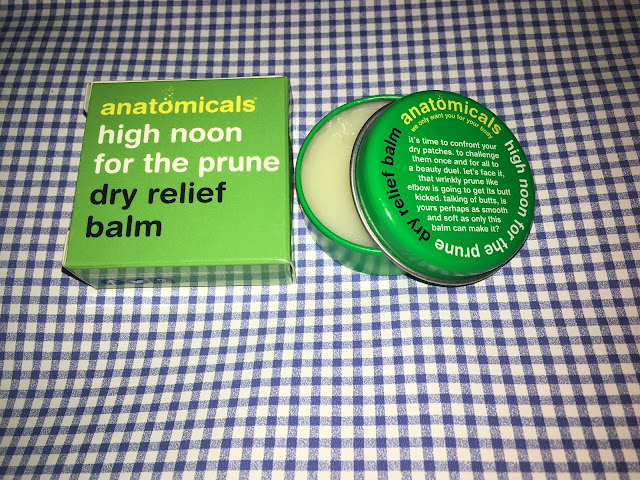 anatomicals
high noon
for the prune
dry relief
balm
anatomicals
we only want you for your body
high noon for the prune
dry relief balm
it's time to confront your
dry patches. to challenge
them once and for all to
a beauty duel. let's face it,
that wrinkly prune like
elbow is going to get its butt
kicked. talking of butts, is
yours perhaps as smooth
and soft as only this
balm can make it?